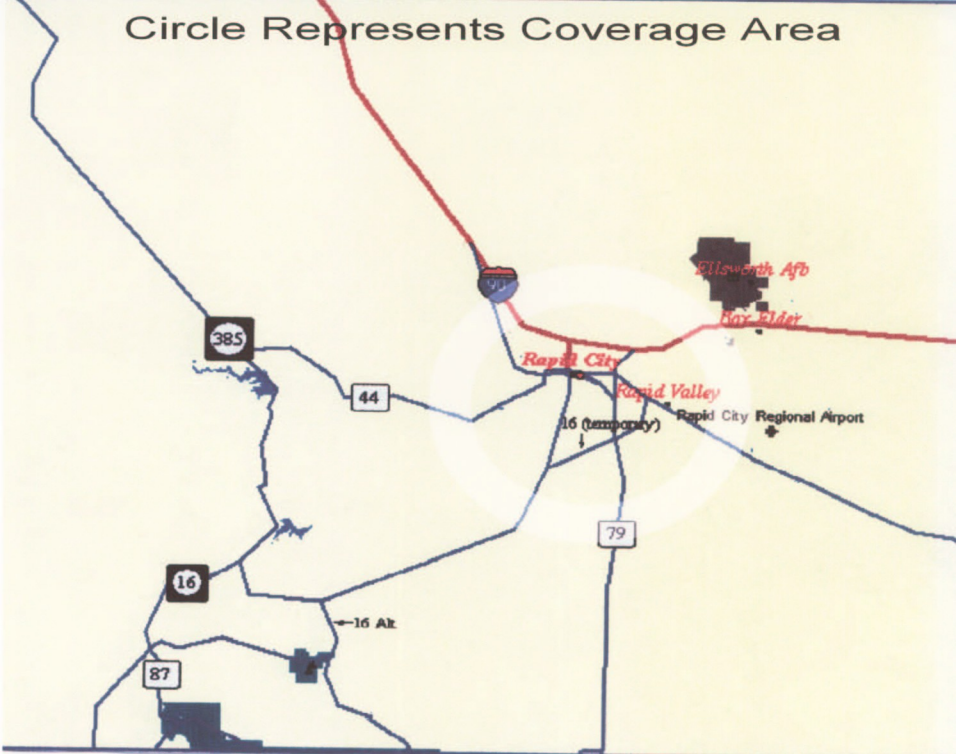 Circle Represents Coverage Area
Ellsworth Afb
90
Box Elder
385
Rapid City
Rapid Valley
44
Rapid City Regional Airport
16 (temporary)
79
16
16 Alt
87